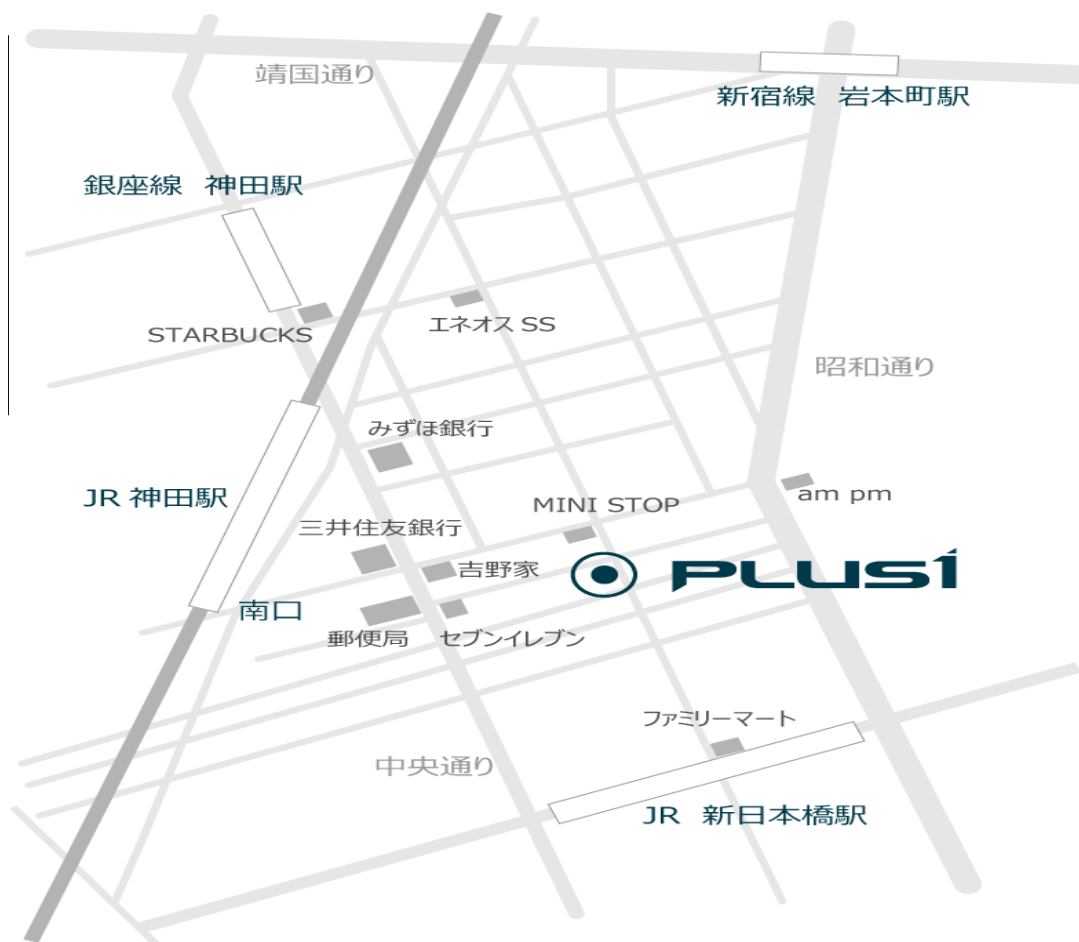 靖国通り
新宿線 岩本町駅
銀座線 神田駅
STARBUCKS
エネオス SS
昭和通り
みずほ銀行
JR 神田駅
am pm
MINI STOP
三井住友銀行
吉野家
PLUS1
南口
郵便局
セブンイレブン
ファミリーマート
中央通り
JR 新日本橋駅